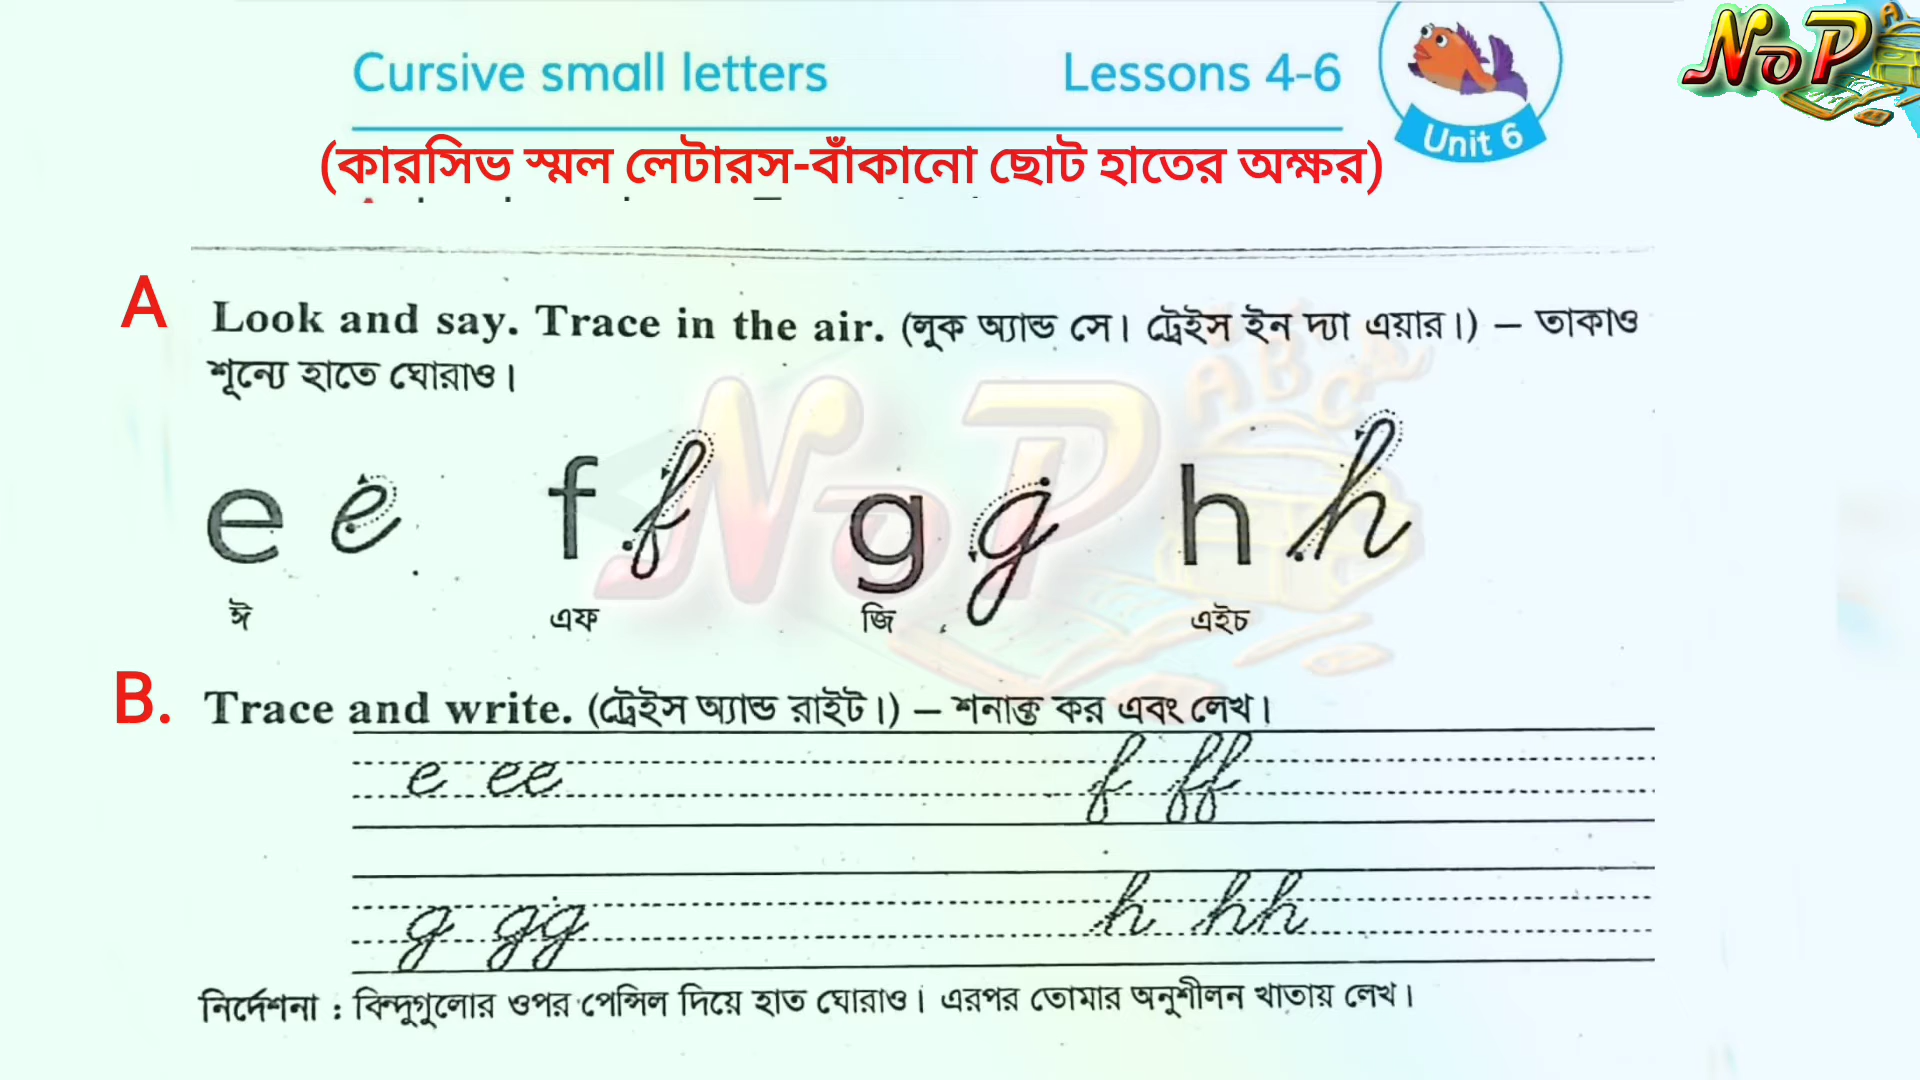 Cursive small letters Lessons 4-6
Unit 6
NoP
(কারসিভ স্মল লেটারস-বাঁকানো ছোট হাতের অক্ষর)
A Look and say. Trace in the air. (লুক অ্যান্ড সে। ট্রেইস ইন দ্যা এয়ার।) – তাকাও
শূন্যে হাতে ঘোরাও।
e e f f g g h h
ঈ এফ জি এইচ
B. Trace and write. (ট্রেইস অ্যান্ড রাইট।) – শনাক্ত কর এবং লেখ।
e ee f ff
g gg h hh
নির্দেশনা : বিন্দুগুলোর ওপর পেন্সিল দিয়ে হাত ঘোরাও। এরপর তোমার অনুশীলন খাতায় লেখ।